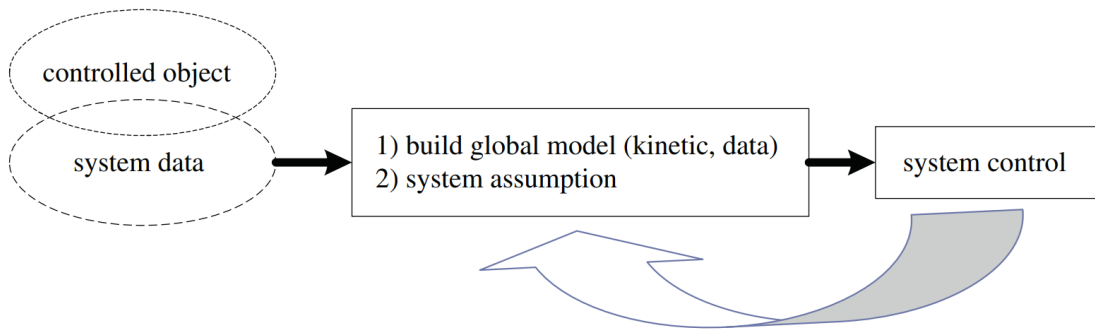 controlled object
system data
1) build global model (kinetic, data)
2) system assumption
system control